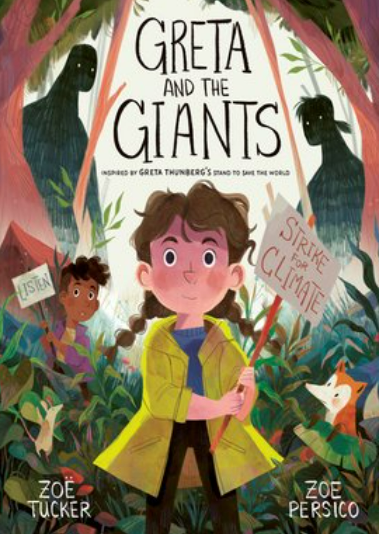 GRETA
AND THE
GIANTS
INSPIRED BY GRETA THUNBERG'S STAND TO SAVE THE WORLD
LISTEN
STRIKE
FOR
CLIMATE
ZOË
TUCKER
ZOE
PERSICO